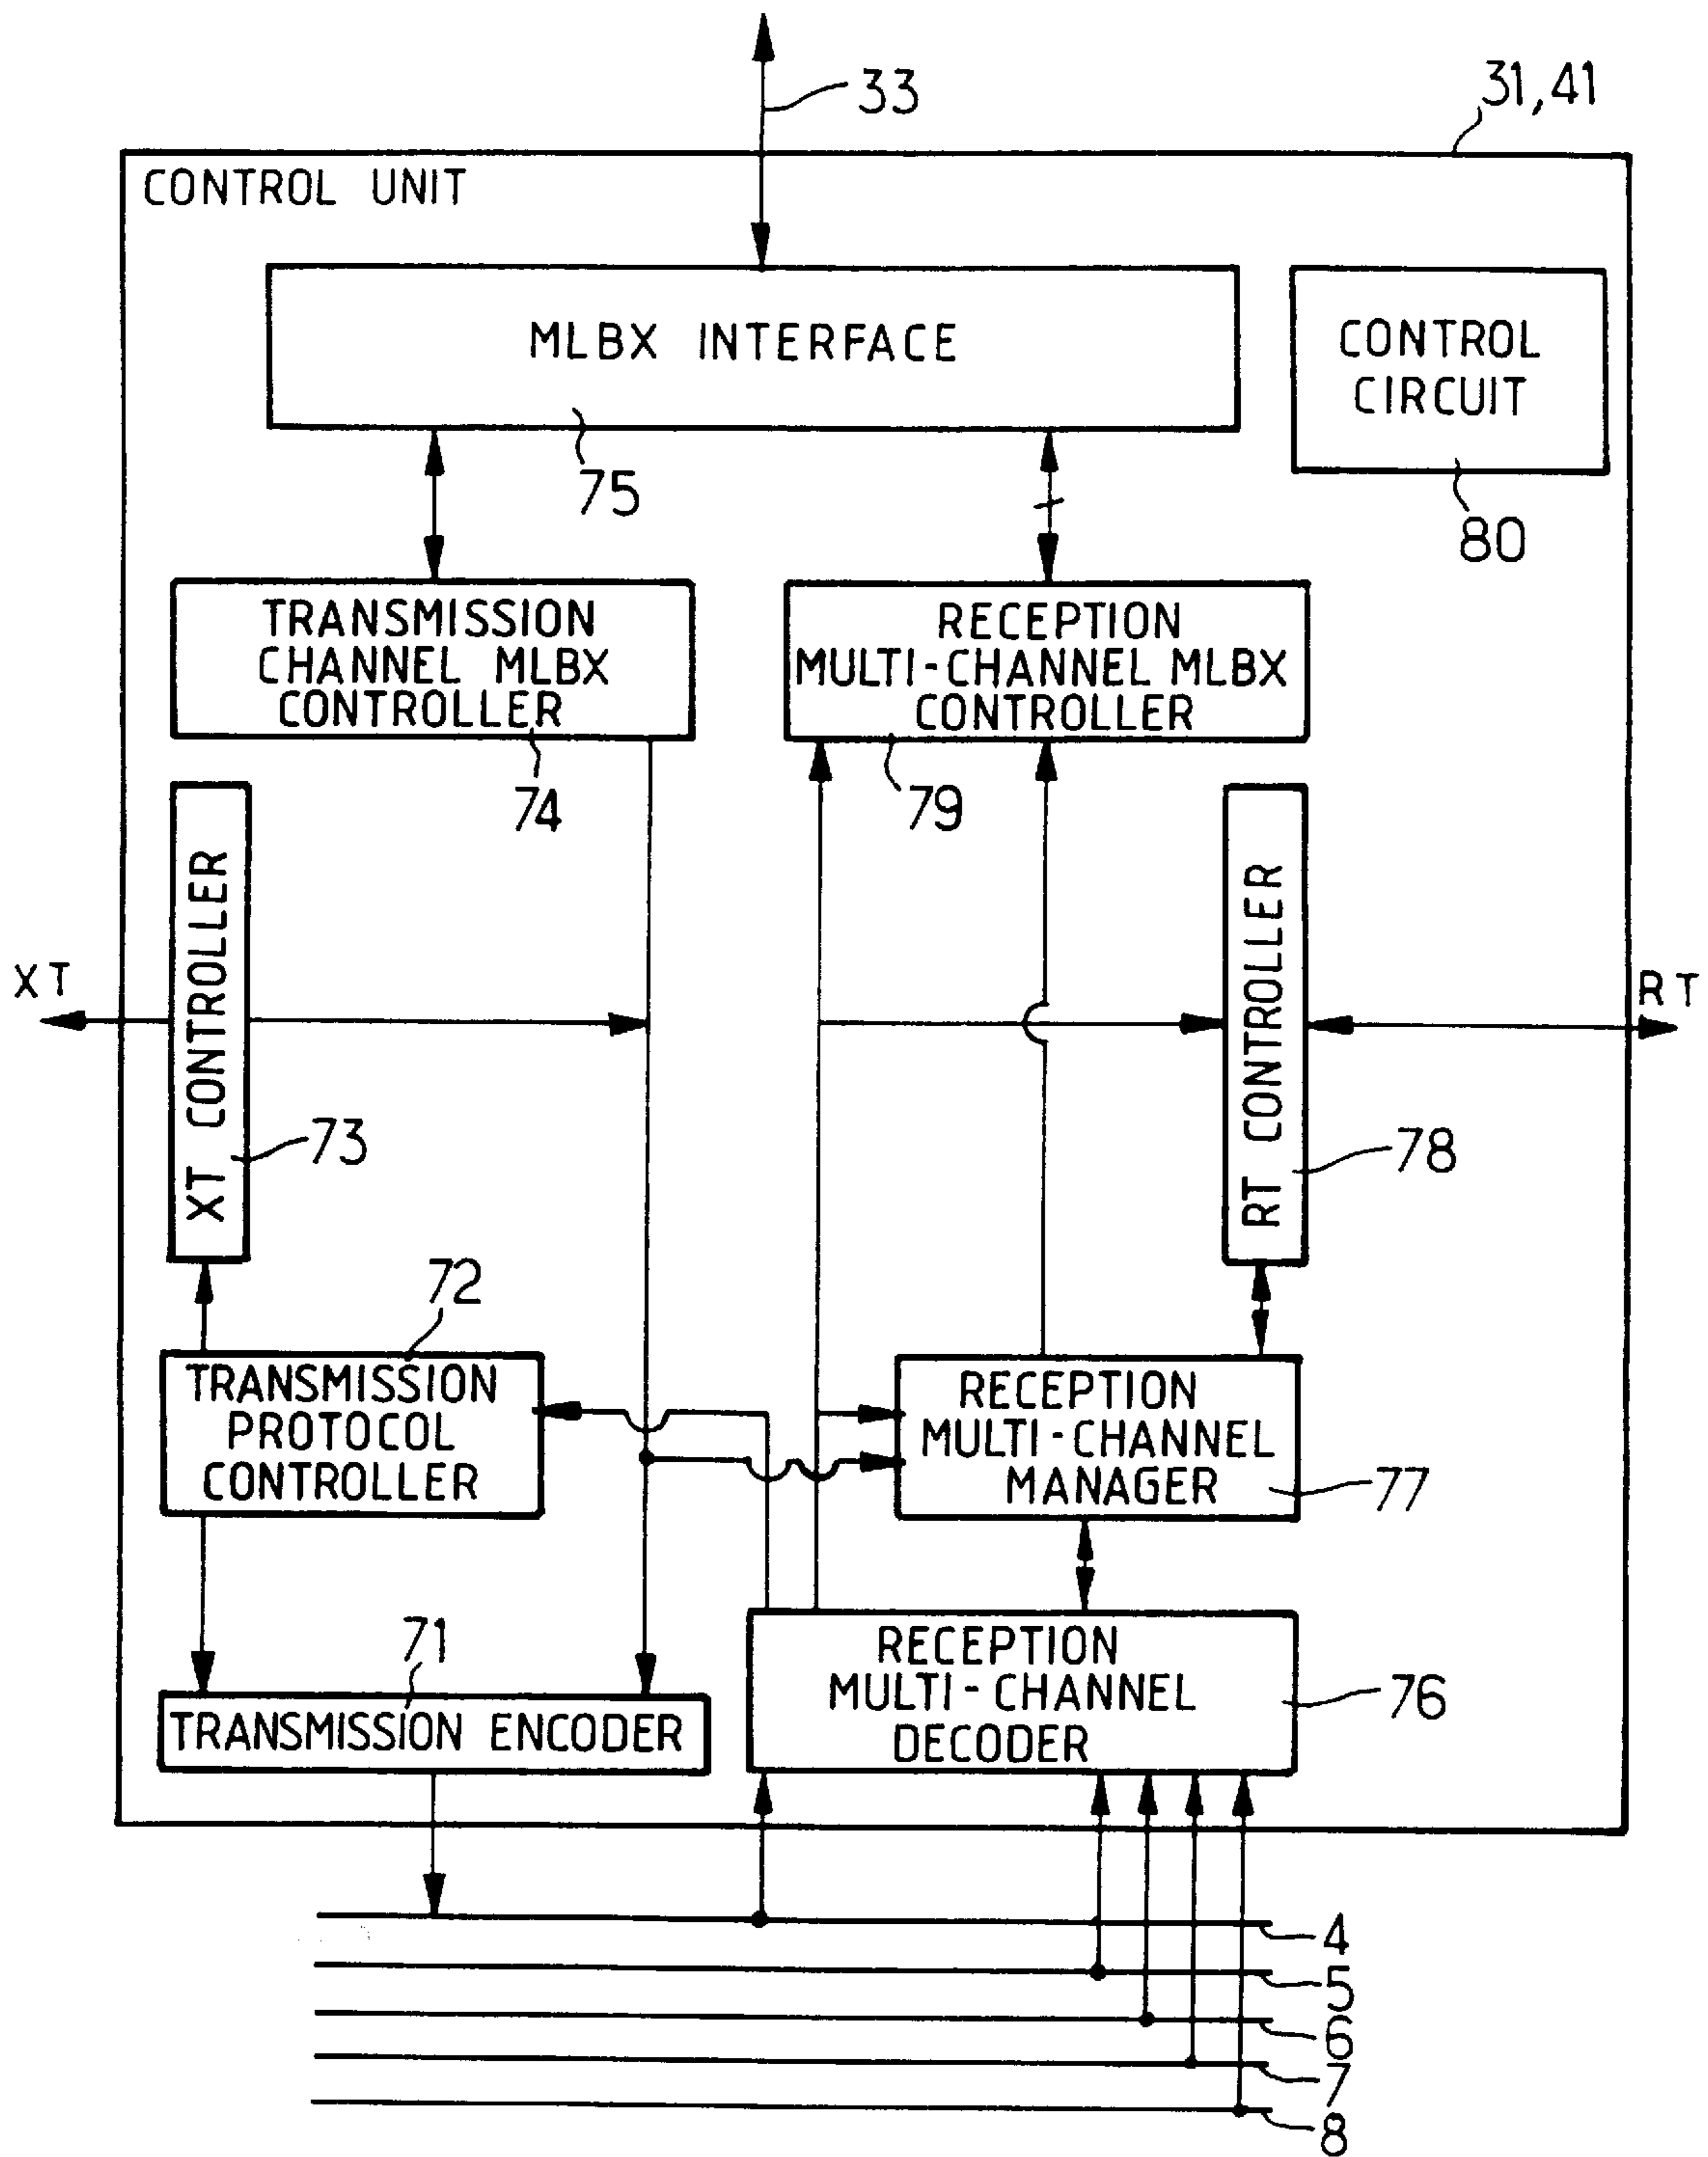 33
31,41
CONTROL UNIT
MLBX INTERFACE
CONTROL
CIRCUIT
75
80
TRANSMISSION
CHANNEL MLBX
CONTROLLER
RECEPTION
MULTI-CHANNEL MLBX
CONTROLLER
74
79
XT CONTROLLER
RT CONTROLLER
XT
RT
73
78
72
TRANSMISSION
PROTOCOL
CONTROLLER
RECEPTION
MULTI-CHANNEL
MANAGER
77
71
TRANSMISSION ENCODER
RECEPTION
MULTI-CHANNEL
DECODER
76
4
5
6
7
8